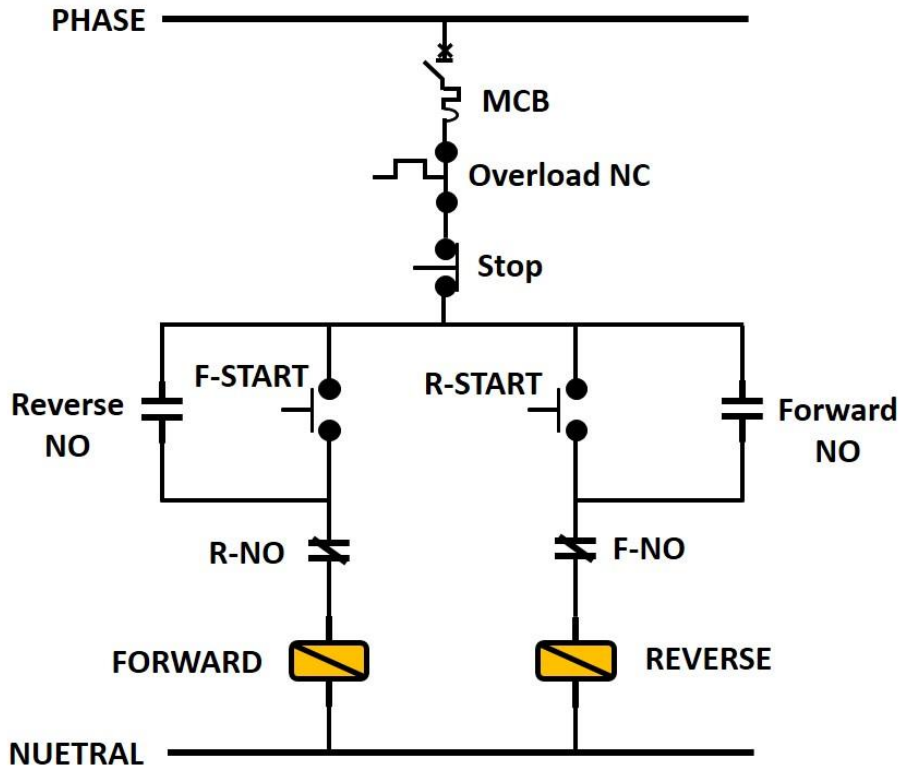 PHASE
MCB
Overload NC
Stop
F-START
R-START
Reverse
NO
Forward
NO
R-NO
F-NO
FORWARD
REVERSE
NUETRAL